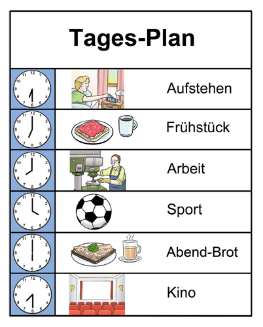 Tages-Plan
Aufstehen
Frühstück
Arbeit
Sport
Abend-Brot
Kino